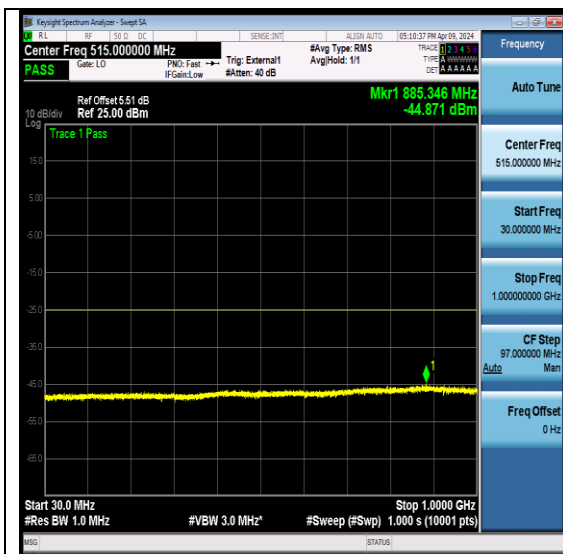 Keysight Spectrum Analyzer - Swept SA
RL RF 50 Ω DC SENSE:INT ALIGN AUTO 05:10:37 PM Apr 09, 2024
Center Freq 515.000000 MHz #Avg Type: RMS TRACE 1 2 3 4 5 6
PASS Gate: LO PNO: Fast Trig: External1 Avg|Hold: 1/1 TYPE A WWWWW
IFGain:Low #Atten: 40 dB DET A A A A A A
Ref Offset 5.51 dB Mkr1 885.346 MHz
10 dB/div Ref 25.00 dBm -44.871 dBm
Log
Trace 1 Pass
15.0
5.00
-5.00
-15.0
-25.0
-35.0
1
-45.0
-55.0
-65.0
Start 30.0 MHz Stop 1.0000 GHz
#Res BW 1.0 MHz #VBW 3.0 MHz* #Sweep (#Swp) 1.000 s (10001 pts)
MSG STATUS
Frequency
Auto Tune
Center Freq
515.000000 MHz
Start Freq
30.000000 MHz
Stop Freq
1.000000000 GHz
CF Step
97.000000 MHz
Auto Man
Freq Offset
0 Hz